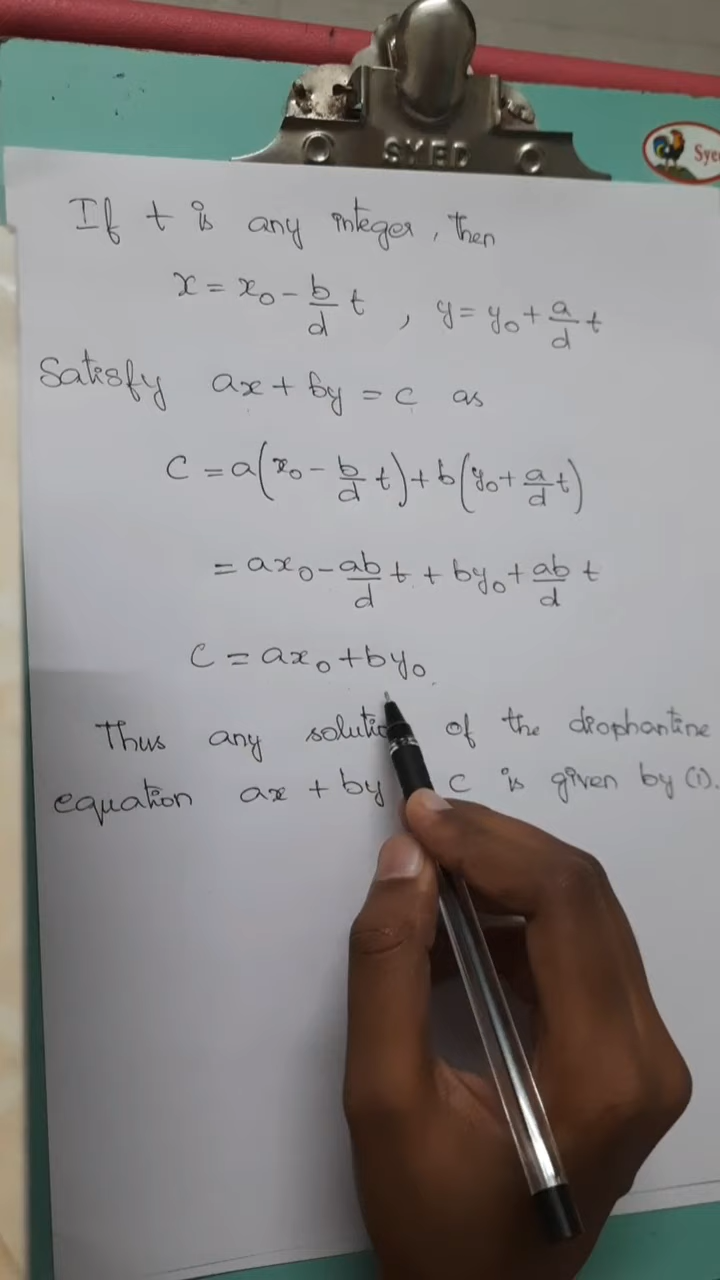 SYED
Sye
If t is any integer, then
x = x₀ - b/d t , y = y₀ + a/d t
Satisfy ax + by = c as
C = a(x₀ - b/d t) + b(y₀ + a/d t)
= ax₀ - ab/d t + by₀ + ab/d t
C = ax₀ + by₀
Thus any of the diophantine
equation ax + by c is given by (1).